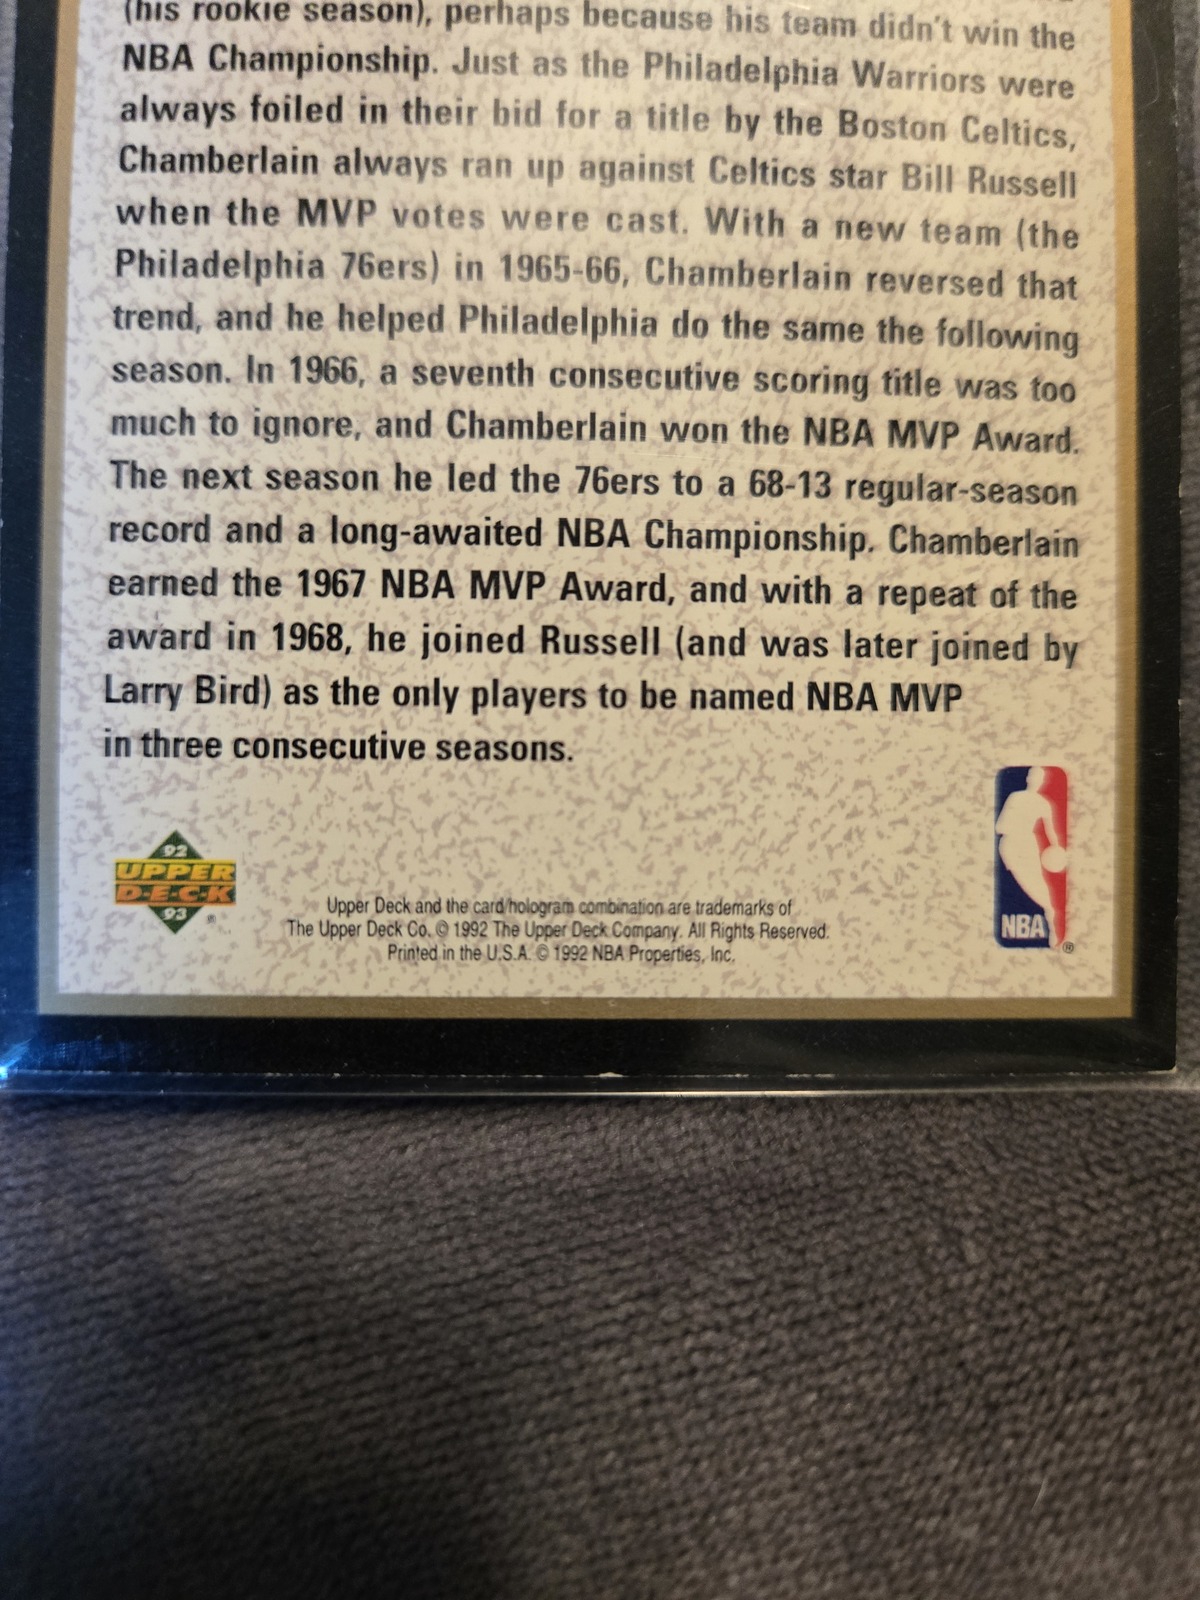 (his rookie season), perhaps because his team didn't win the
NBA Championship. Just as the Philadelphia Warriors were
always foiled in their bid for a title by the Boston Celtics,
Chamberlain always ran up against Celtics star Bill Russell
when the MVP votes were cast. With a new team (the
Philadelphia 76ers) in 1965-66, Chamberlain reversed that
trend, and he helped Philadelphia do the same the following
season. In 1966, a seventh consecutive scoring title was too
much to ignore, and Chamberlain won the NBA MVP Award.
The next season he led the 76ers to a 68-13 regular-season
record and a long-awaited NBA Championship. Chamberlain
earned the 1967 NBA MVP Award, and with a repeat of the
award in 1968, he joined Russell (and was later joined by
Larry Bird) as the only players to be named NBA MVP
in three consecutive seasons.
92
UPPER
D·E·C·K
93
®
Upper Deck and the card/hologram combination are trademarks of
The Upper Deck Co. © 1992 The Upper Deck Company. All Rights Reserved.
Printed in the U.S.A. © 1992 NBA Properties, Inc.
NBA
®